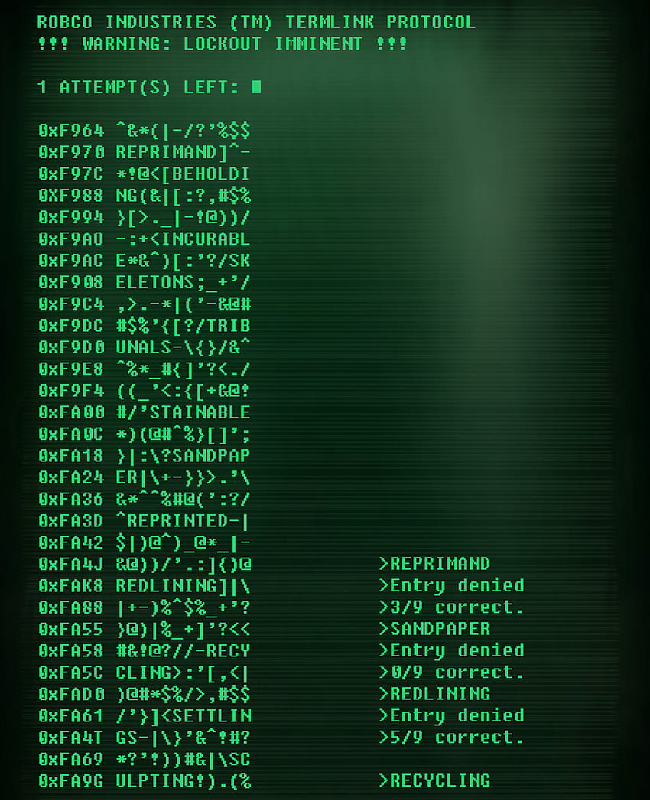 ROBCO INDUSTRIES (TM) TERMLINK PROTOCOL
!!! WARNING: LOCKOUT IMMINENT !!!
1 ATTEMPT(S) LEFT: ■
0xF964 ^&*(|-/?'%$$
0xF970 REPRIMAND]^-
0xF97C *!@<[BEHOLDI
0XF988 NG(&|[:?,#$%
0xF994 }[>._|-!@))/
0xF9A0 -:+<INCURABL
0xF9AC E*&^)[:'?/SK
0xF908 ELETONS;_+'/
0xF9C4 ,>.-*|('-&@#
0xF9DC #$%'{[?/TRIB
0xF9D0 UNALS-\{}/&^
0xF9E8 ^%*_#{]'?<./
0xF9F4 ((_'<:{[+&@!
0xFA00 #/'STAINABLE
0xFA0C *)(@#^%}[]';
0xFA18 }|:\?SANDPAP
0xFA24 ER|\+-}}>.'\
0xFA36 &*^^%#@(':?/
0xFA3D ^REPRINTED-|
0xFA42 $|)@^)_@*_|-
0xFA4J &@))/'.:]{)@ >REPRIMAND
0xFAK8 REDLINING]|\ >Entry denied
0xFA88 |+-)%^$%_+'? >3/9 correct.
0xFA55 }@)|%_+]'?<< >SANDPAPER
0xFA58 #&!@?//-RECY >Entry denied
0xFA5C CLING>:'[,<| >0/9 correct.
0xFAD0 )@#*$%/>,#$$ >REDLINING
0xFA61 /'}]<SETTLIN >Entry denied
0xFA4T GS-|\}'&^!#? >5/9 correct.
0xFA69 *?'!))#&|\SC
0xFA9G ULPTING!).(% >RECYCLING